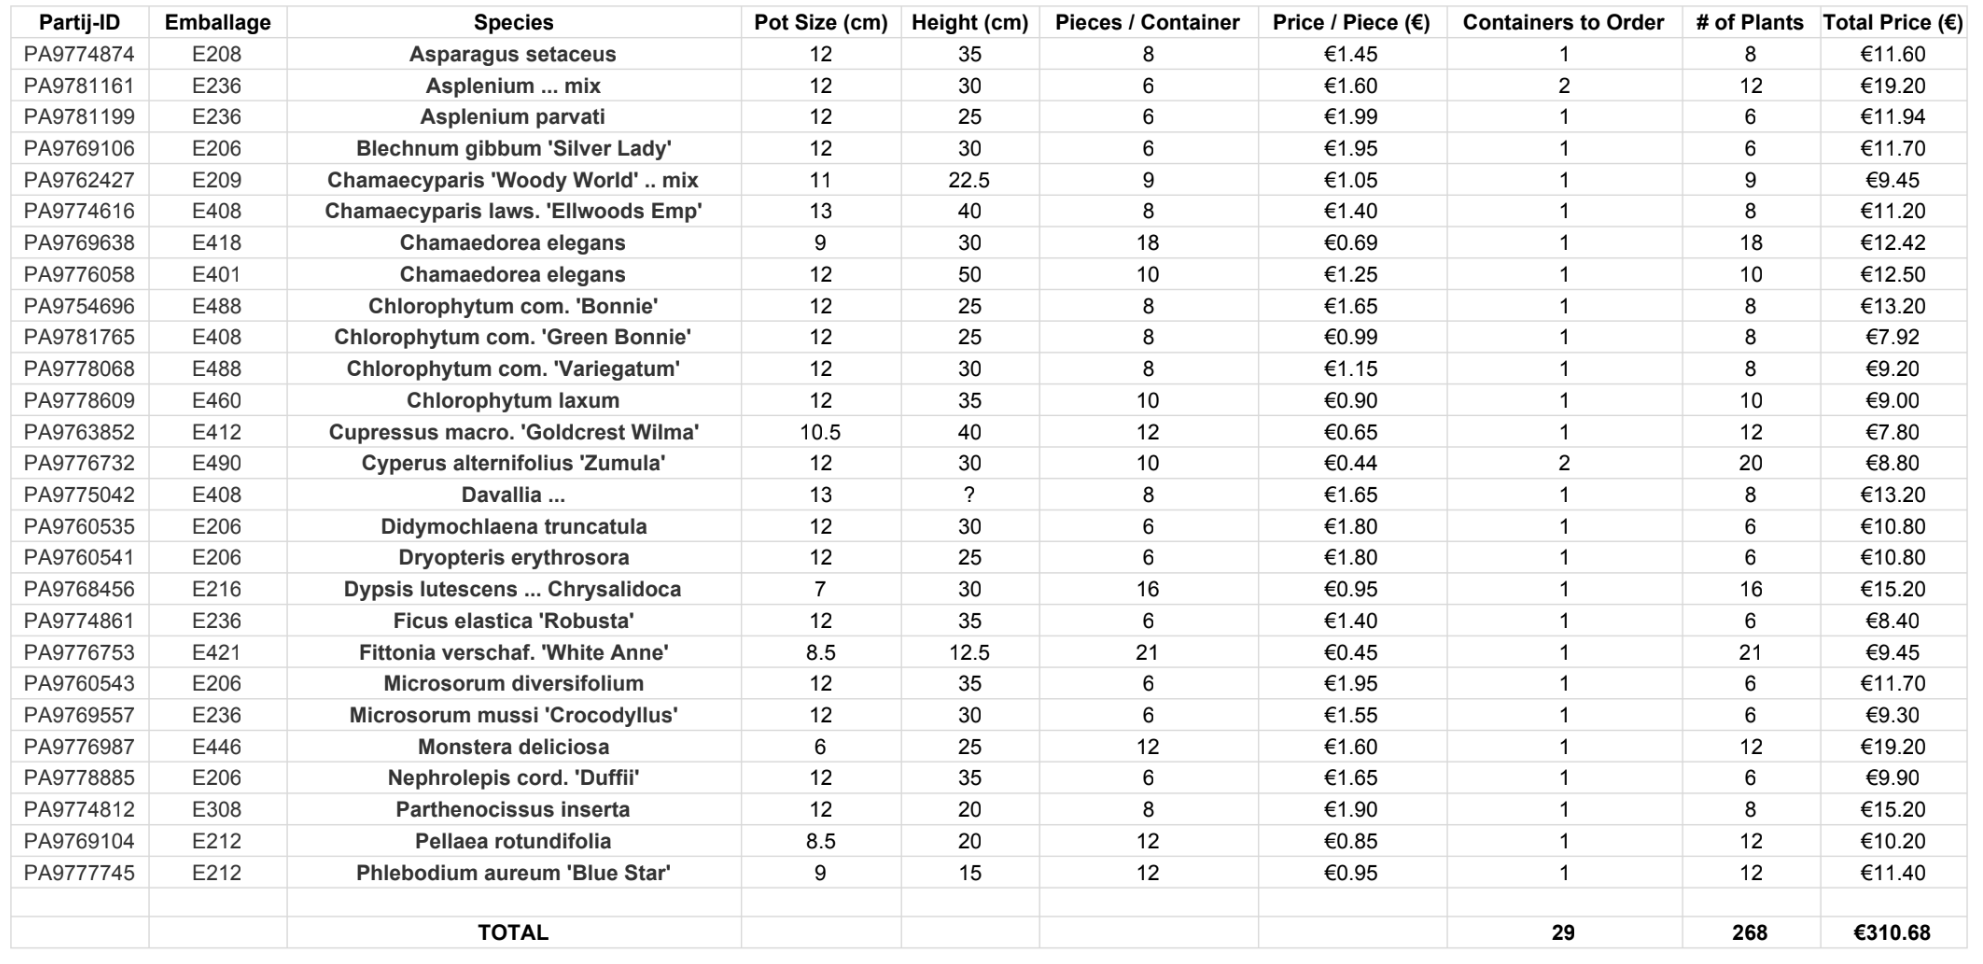 Partij-ID Emballage Species Pot Size (cm) Height (cm) Pieces / Container Price / Piece (€) Containers to Order # of Plants Total Price (€)
PA9774874 E208 Asparagus setaceus 12 35 8 €1.45 1 8 €11.60
PA9781161 E236 Asplenium ... mix 12 30 6 €1.60 2 12 €19.20
PA9781199 E236 Asplenium parvati 12 25 6 €1.99 1 6 €11.94
PA9769106 E206 Blechnum gibbum 'Silver Lady' 12 30 6 €1.95 1 6 €11.70
PA9762427 E209 Chamaecyparis 'Woody World' .. mix 11 22.5 9 €1.05 1 9 €9.45
PA9774616 E408 Chamaecyparis laws. 'Ellwoods Emp' 13 40 8 €1.40 1 8 €11.20
PA9769638 E418 Chamaedorea elegans 9 30 18 €0.69 1 18 €12.42
PA9776058 E401 Chamaedorea elegans 12 50 10 €1.25 1 10 €12.50
PA9754696 E488 Chlorophytum com. 'Bonnie' 12 25 8 €1.65 1 8 €13.20
PA9781765 E408 Chlorophytum com. 'Green Bonnie' 12 25 8 €0.99 1 8 €7.92
PA9778068 E488 Chlorophytum com. 'Variegatum' 12 30 8 €1.15 1 8 €9.20
PA9778609 E460 Chlorophytum laxum 12 35 10 €0.90 1 10 €9.00
PA9763852 E412 Cupressus macro. 'Goldcrest Wilma' 10.5 40 12 €0.65 1 12 €7.80
PA9776732 E490 Cyperus alternifolius 'Zumula' 12 30 10 €0.44 2 20 €8.80
PA9775042 E408 Davallia ... 13 ? 8 €1.65 1 8 €13.20
PA9760535 E206 Didymochlaena truncatula 12 30 6 €1.80 1 6 €10.80
PA9760541 E206 Dryopteris erythrosora 12 25 6 €1.80 1 6 €10.80
PA9768456 E216 Dypsis lutescens ... Chrysalidoca 7 30 16 €0.95 1 16 €15.20
PA9774861 E236 Ficus elastica 'Robusta' 12 35 6 €1.40 1 6 €8.40
PA9776753 E421 Fittonia verschaf. 'White Anne' 8.5 12.5 21 €0.45 1 21 €9.45
PA9760543 E206 Microsorum diversifolium 12 35 6 €1.95 1 6 €11.70
PA9769557 E236 Microsorum mussi 'Crocodyllus' 12 30 6 €1.55 1 6 €9.30
PA9776987 E446 Monstera deliciosa 6 25 12 €1.60 1 12 €19.20
PA9778885 E206 Nephrolepis cord. 'Duffii' 12 35 6 €1.65 1 6 €9.90
PA9774812 E308 Parthenocissus inserta 12 20 8 €1.90 1 8 €15.20
PA9769104 E212 Pellaea rotundifolia 8.5 20 12 €0.85 1 12 €10.20
PA9777745 E212 Phlebodium aureum 'Blue Star' 9 15 12 €0.95 1 12 €11.40
TOTAL 29 268 €310.68